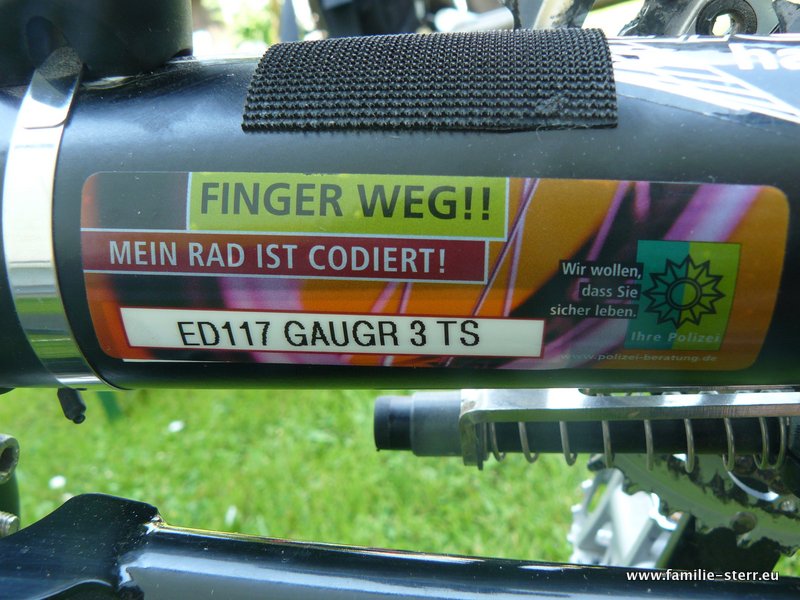 FINGER WEG!!
MEIN RAD IST CODIERT!
ED117 GAUGR 3 TS
Wir wollen,
dass Sie
sicher leben.
Ihre Polizei
www.polizei-beratung.de
www.familie-sterr.eu